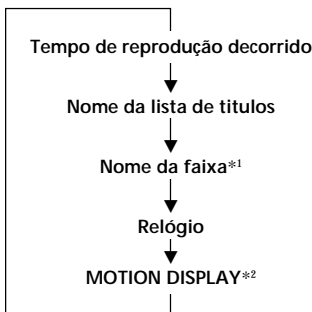 Tempo de reprodução decorrido
Nome da lista de titulos
Nome da faixa*1
Relógio
MOTION DISPLAY*2